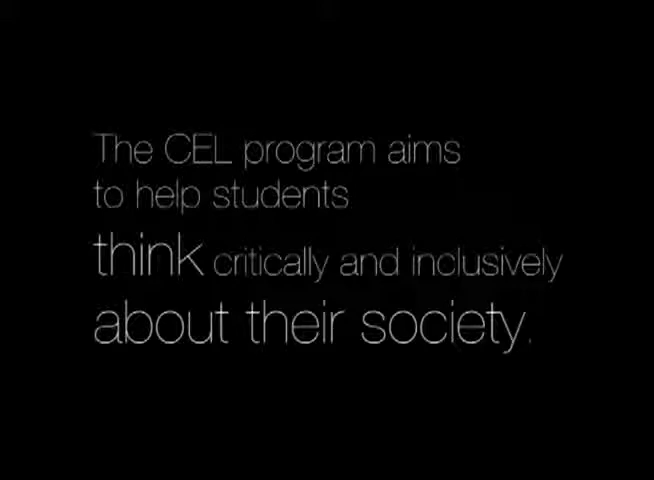 The CEL program aims
to help students
think critically and inclusively
about their society.